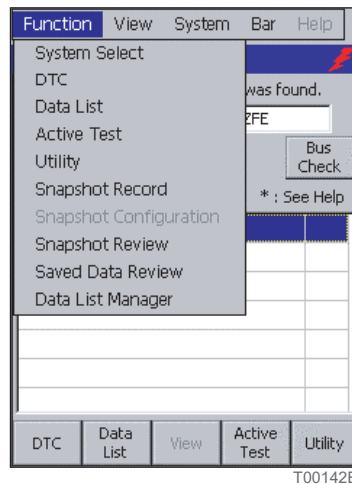 Function View System Bar Help
System Select
DTC
was found.
Data List
ZFE
Active Test
Bus
Check
Utility
Snapshot Record
* : See Help
Snapshot Configuration
Snapshot Review
Saved Data Review
Data List Manager
DTC
Data
List
View
Active
Test
Utility
T00142E